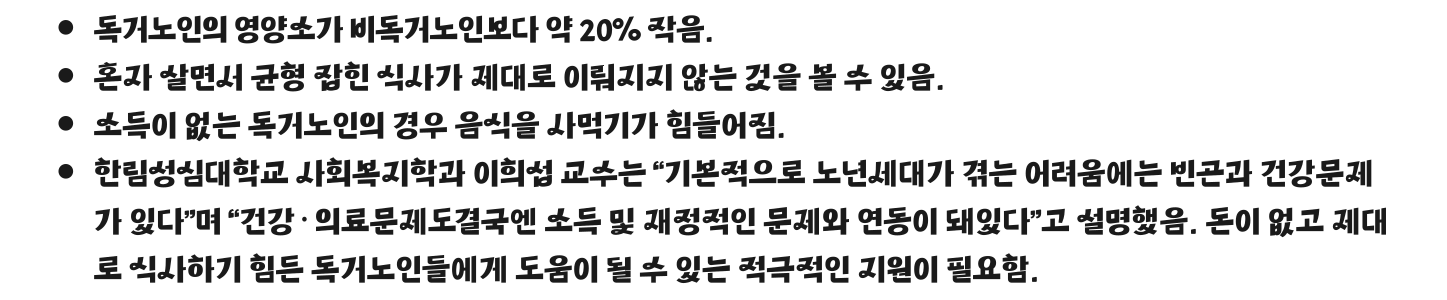 • 독거노인의 영양소가 비독거노인보다 약 20% 작음.
• 혼자 살면서 균형 잡힌 식사가 제대로 이뤄지지 않는 것을 볼 수 있음.
• 소득이 없는 독거노인의 경우 음식을 사먹기가 힘들어짐.
• 한림성심대학교 사회복지학과 이희섭 교수는 “기본적으로 노년세대가 겪는 어려움에는 빈곤과 건강문제
가 있다”며 “건강 · 의료문제도결국엔 소득 및 재정적인 문제와 연동이 돼있다”고 설명했음. 돈이 없고 제대
로 식사하기 힘든 독거노인들에게 도움이 될 수 있는 적극적인 지원이 필요함.